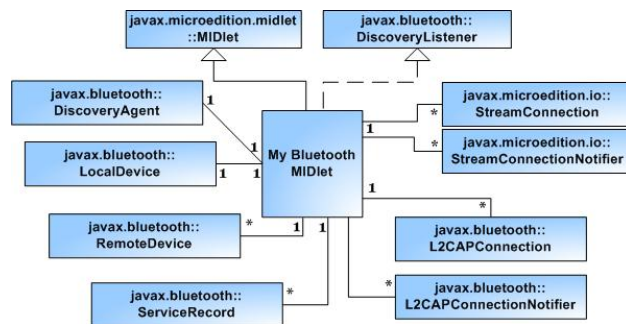 javax.microedition.midlet
::MIDlet
javax.bluetooth::
DiscoveryListener
javax.bluetooth::
DiscoveryAgent
1
javax.microedition.io::
StreamConnection
*
1
1
javax.microedition.io::
StreamConnectionNotifier
*
My Bluetooth
MIDlet
javax.bluetooth::
LocalDevice
1
1
1
javax.bluetooth::
RemoteDevice
*
1
1
javax.bluetooth::
L2CAPConnection
*
javax.bluetooth::
ServiceRecord
*
javax.bluetooth::
L2CAPConnectionNotifier
*